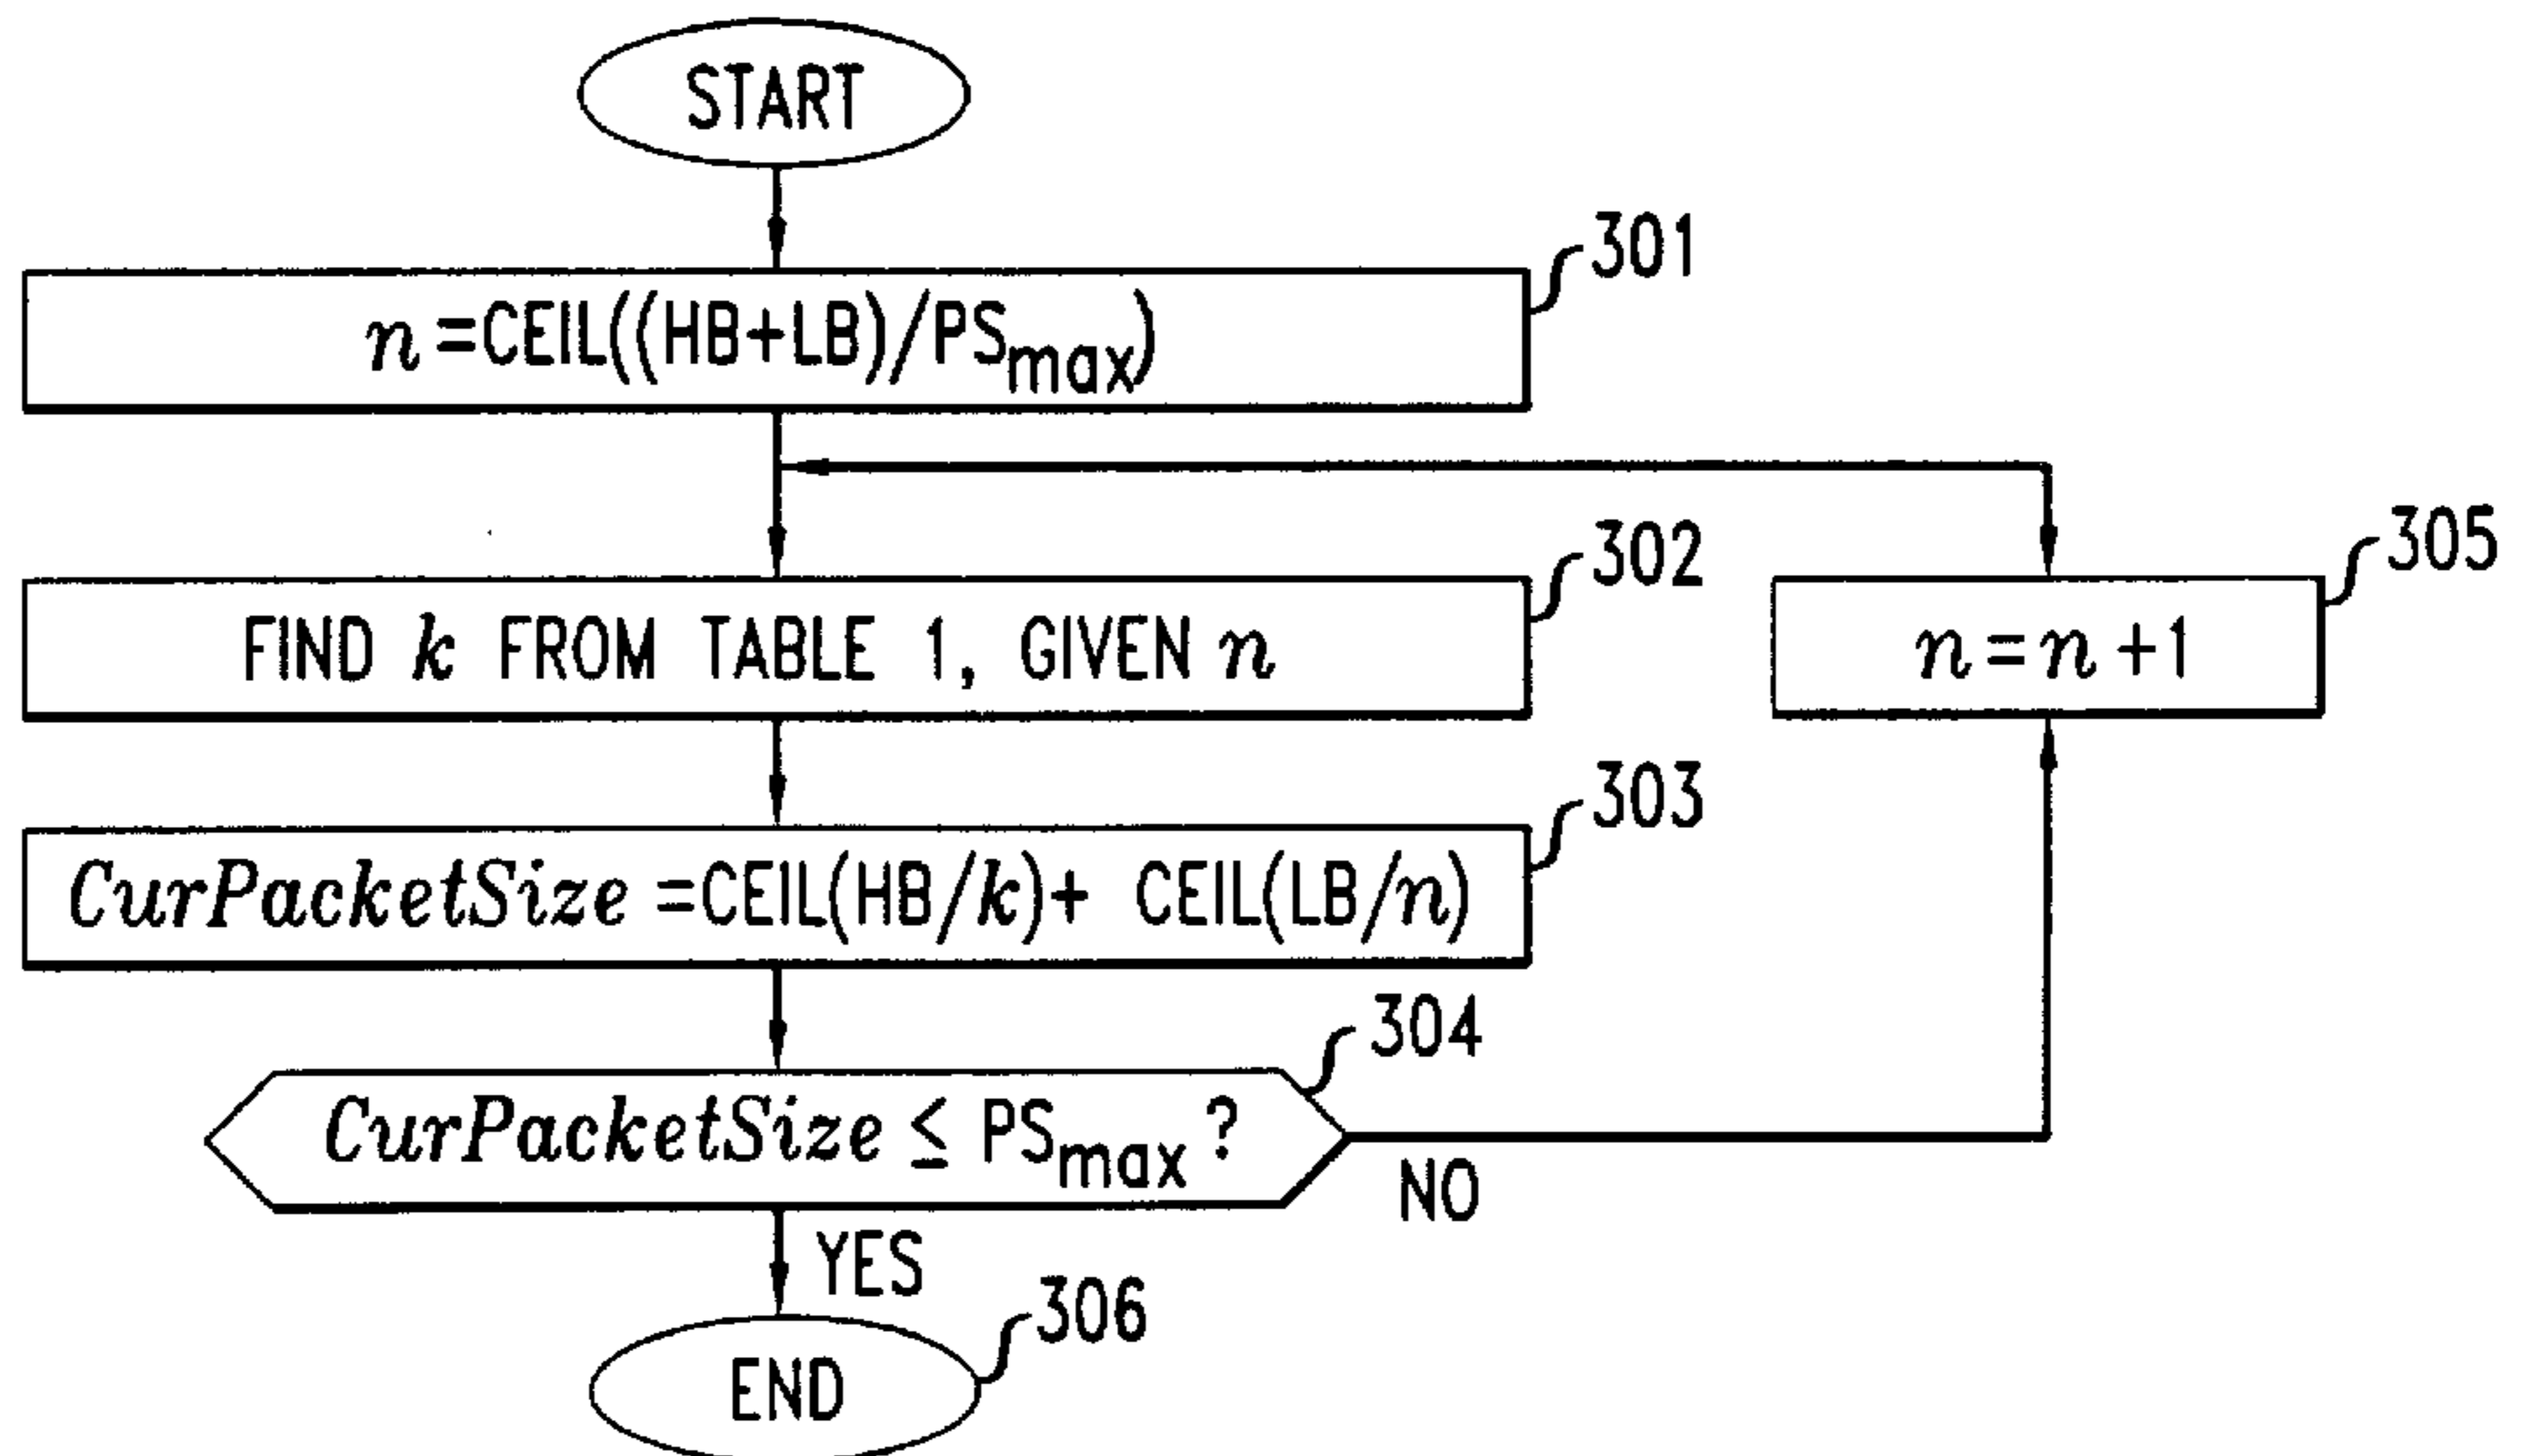 START
301
n=CEIL((HB+LB)/PSmax)
302
FIND k FROM TABLE 1, GIVEN n
305
n=n+1
303
CurPacketSize =CEIL(HB/k)+ CEIL(LB/n)
304
CurPacketSize ≤ PSmax ?
NO
YES
306
END